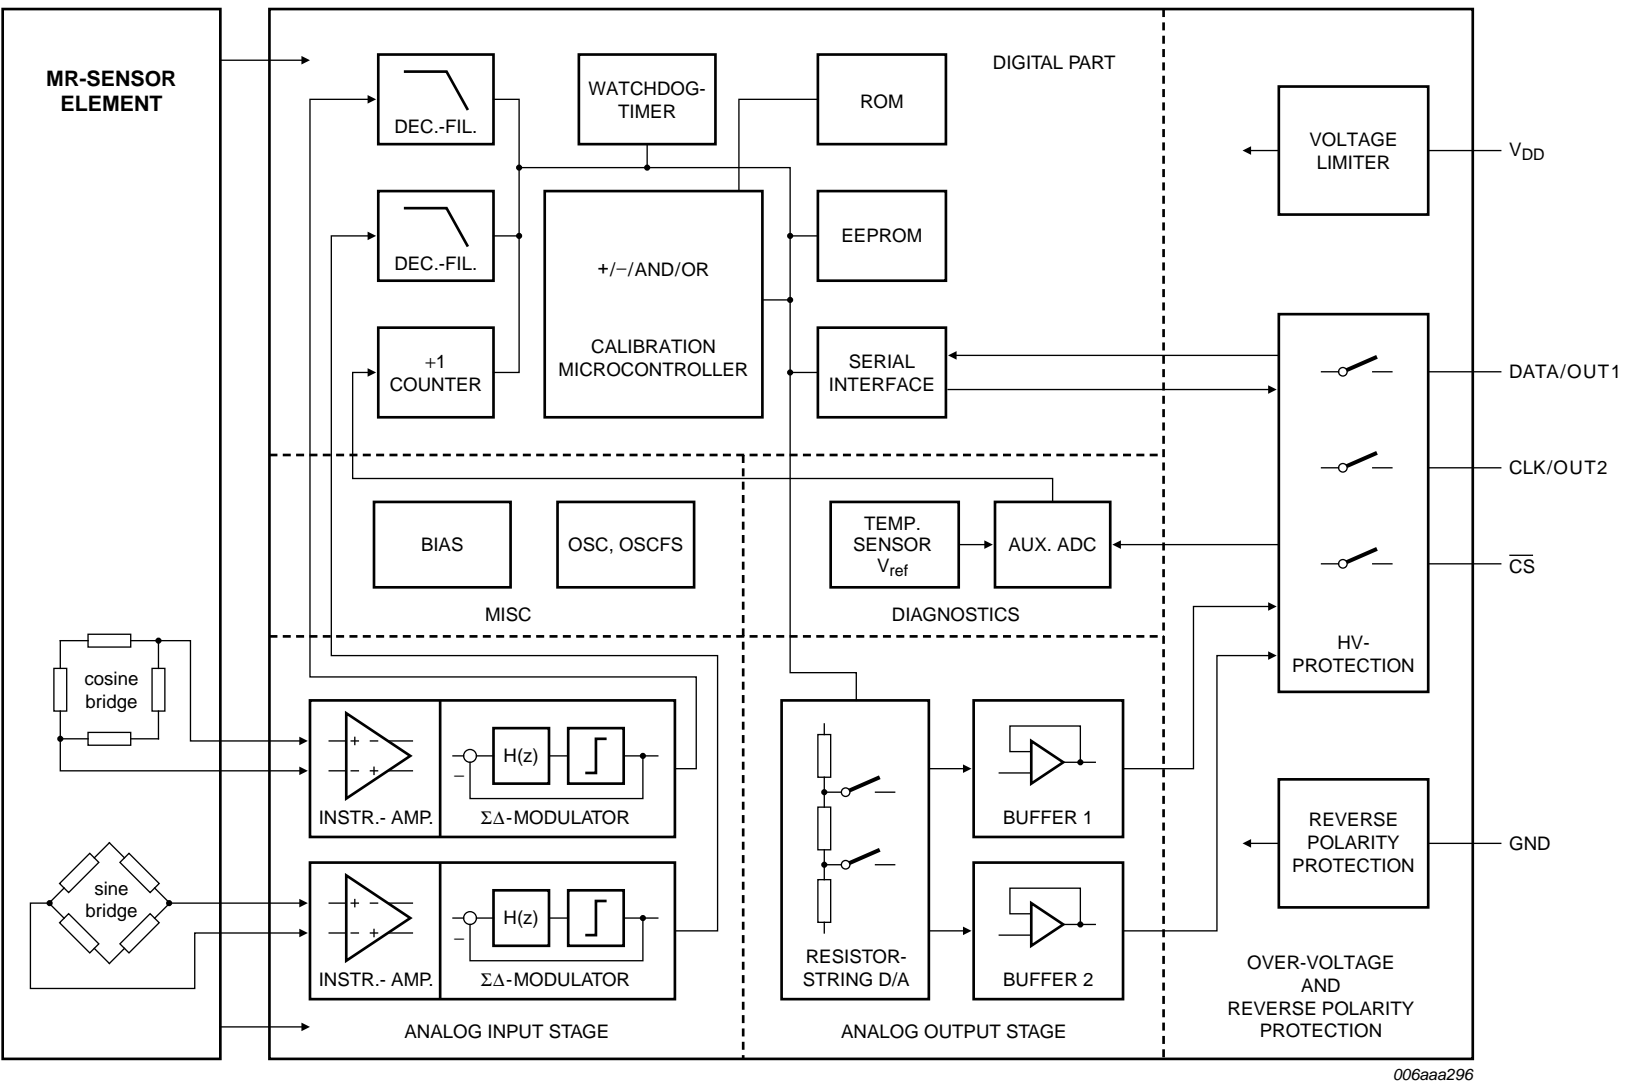 MR-SENSOR
ELEMENT
DEC.-FIL.
WATCHDOG-
TIMER
ROM
DIGITAL PART
VOLTAGE
LIMITER
VDD
DEC.-FIL.
+/−/AND/OR
CALIBRATION
MICROCONTROLLER
EEPROM
+1
COUNTER
SERIAL
INTERFACE
DATA/OUT1
CLK/OUT2
CS
HV-
PROTECTION
BIAS
OSC, OSCFS
MISC
TEMP.
SENSOR
Vref
AUX. ADC
DIAGNOSTICS
cosine
bridge
+ −
− +
INSTR.- AMP.
−
H(z)
ΣΔ-MODULATOR
BUFFER 1
sine
bridge
+ −
− +
INSTR.- AMP.
−
H(z)
ΣΔ-MODULATOR
RESISTOR-
STRING D/A
BUFFER 2
REVERSE
POLARITY
PROTECTION
GND
ANALOG INPUT STAGE
ANALOG OUTPUT STAGE
OVER-VOLTAGE
AND
REVERSE POLARITY
PROTECTION
006aaa296